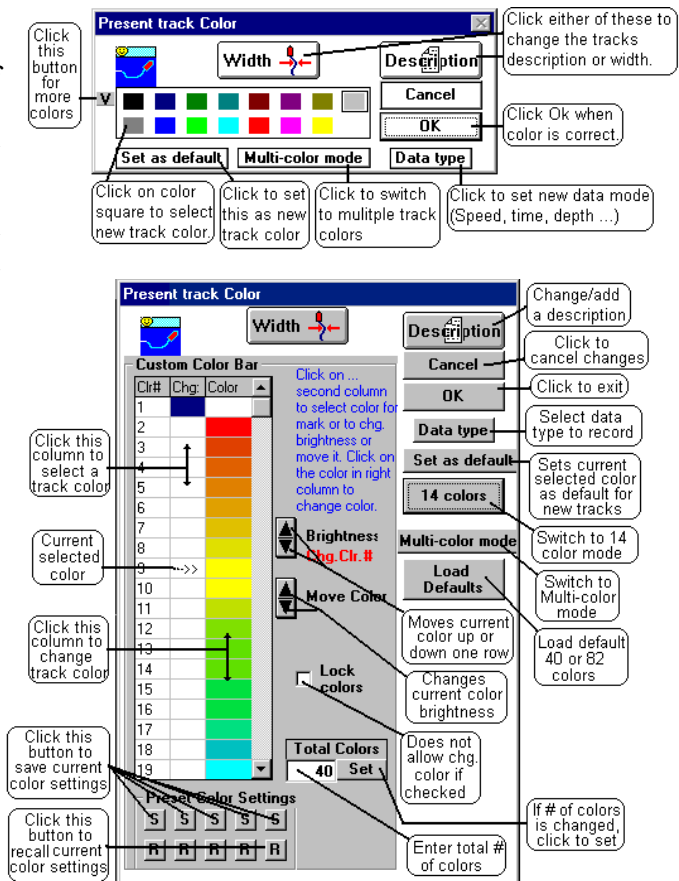 Present track Color
Click
this
button
for
more
colors
Width
Description
Click either of these to
change the tracks
description or width.
V
Cancel
OK
Click Ok when
color is correct.
Set as default
Multi-color mode
Data type
Click on color
square to select
new track color.
Click to set
this as new
track color
Click to switch
to mulitple track
colors
Click to set new data mode
(Speed, time, depth ...)
Present track Color
Width
Description
Change/add
a description
Custom Color Bar
Clr#
Chg:
Color
1
2
3
4
5
6
7
8
9
->>
10
11
12
13
14
15
16
17
18
19
Click on ...
second column
to select color for
mark or to chg.
brightness or
move it. Click on
the color in right
column to
change color.
Cancel
Click to
cancel changes
OK
Click to exit
Data type
Select data
type to record
Set as default
Sets current
selected color
as default for
new tracks
14 colors
Switch to 14
color mode
Multi-color mode
Switch to
Multi-color
mode
Load
Defaults
Load default
40 or 82
colors
Click this
column to
select a
track color
Current
selected
color
Click this
column to
change
track color
Brightness
Chg.Clr.#
Move Color
Moves current
color up or
down one row
Changes
current color
brightness
Lock
colors
Does not
allow chg.
color if
checked
Total Colors
40
Set
If # of colors
is changed,
click to set
Enter total #
of colors
Click this
button to
save current
color settings
Preset Color Settings
S S S S S
R R R R R
Click this
button to
recall current
color settings